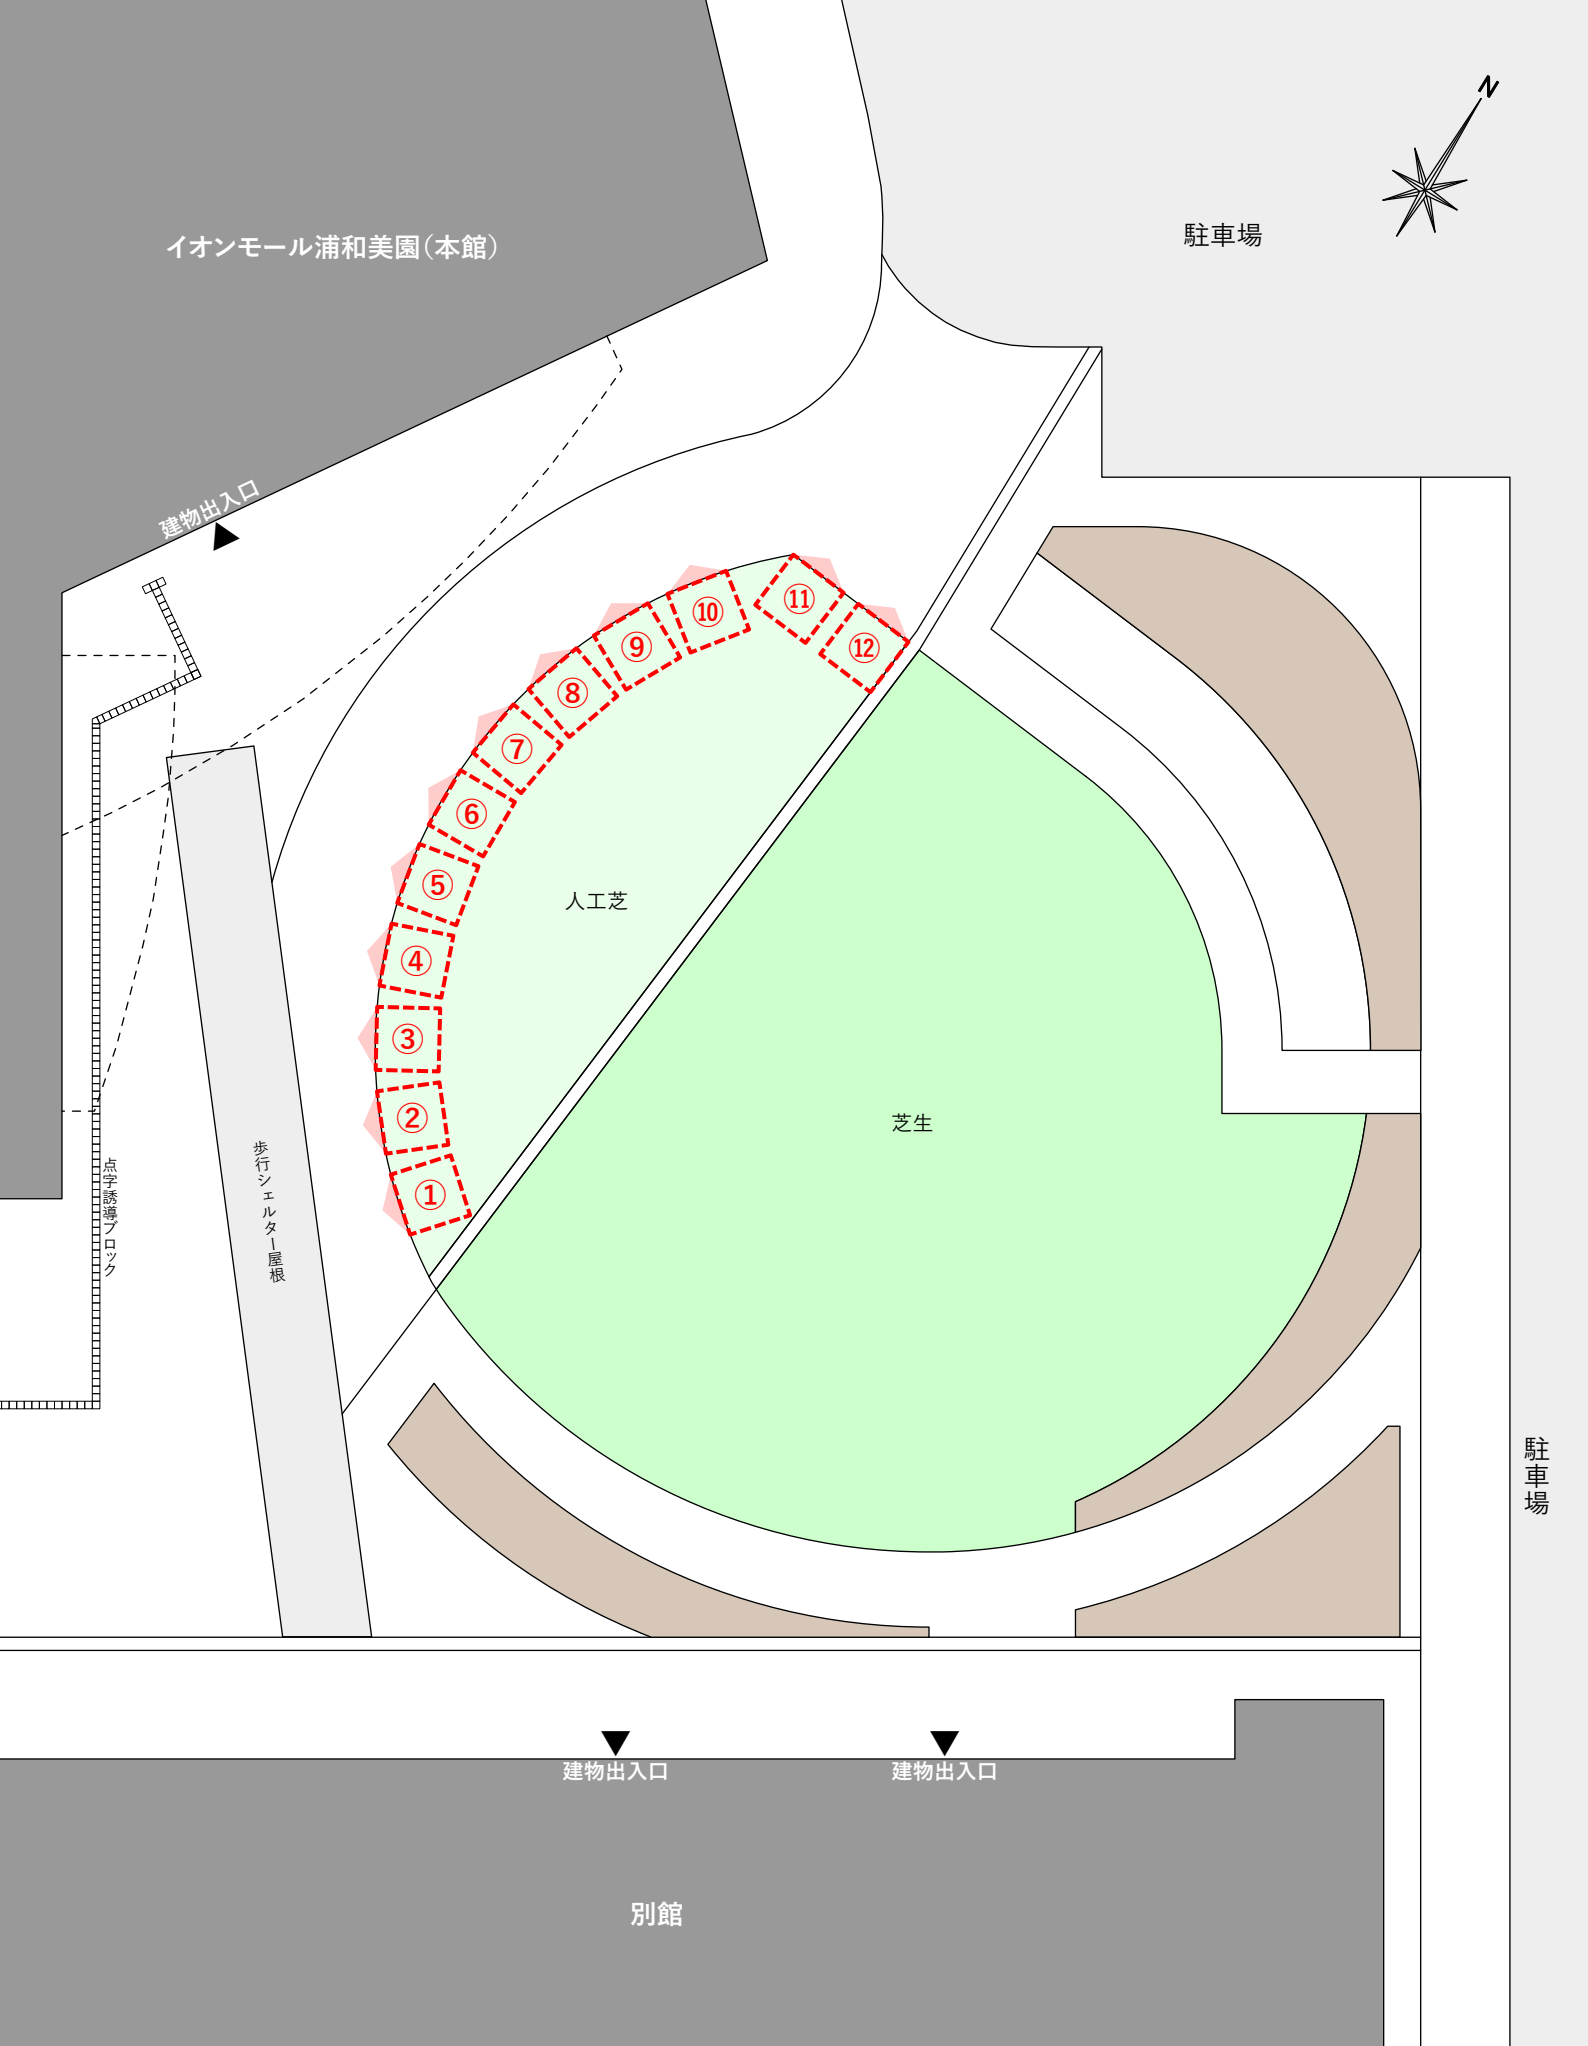 N
駐車場
イオンモール浦和美園（本館）
建物出入口
⑪
⑩
⑫
⑨
⑧
⑦
⑥
⑤
人工芝
④
③
②
芝生
①
点字誘導ブロック
歩行シェルター屋根
駐車場
建物出入口
建物出入口
別館